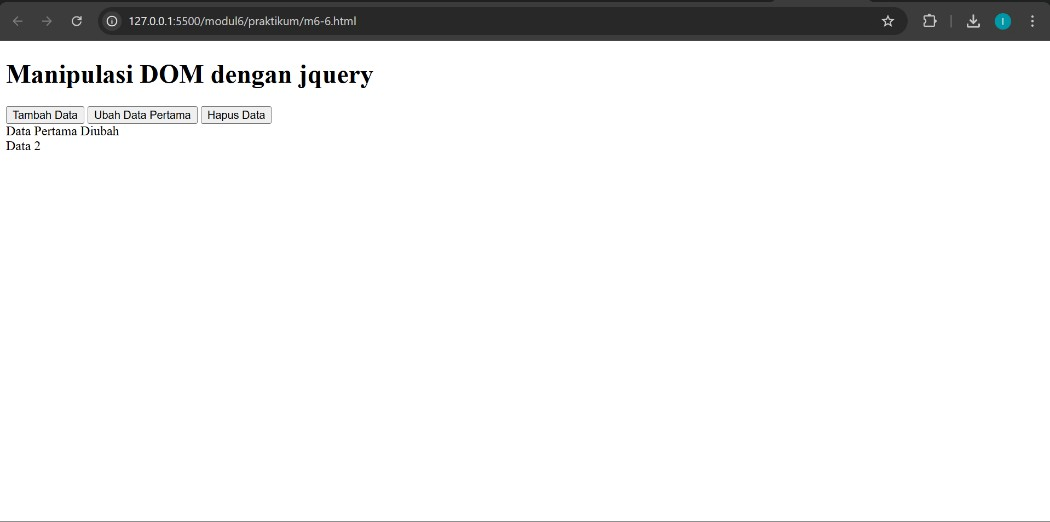 127.0.0.1:5500/modul6/praktikum/m6-6.html
I
Manipulasi DOM dengan jquery
Tambah Data Ubah Data Pertama Hapus Data
Data Pertama Diubah
Data 2